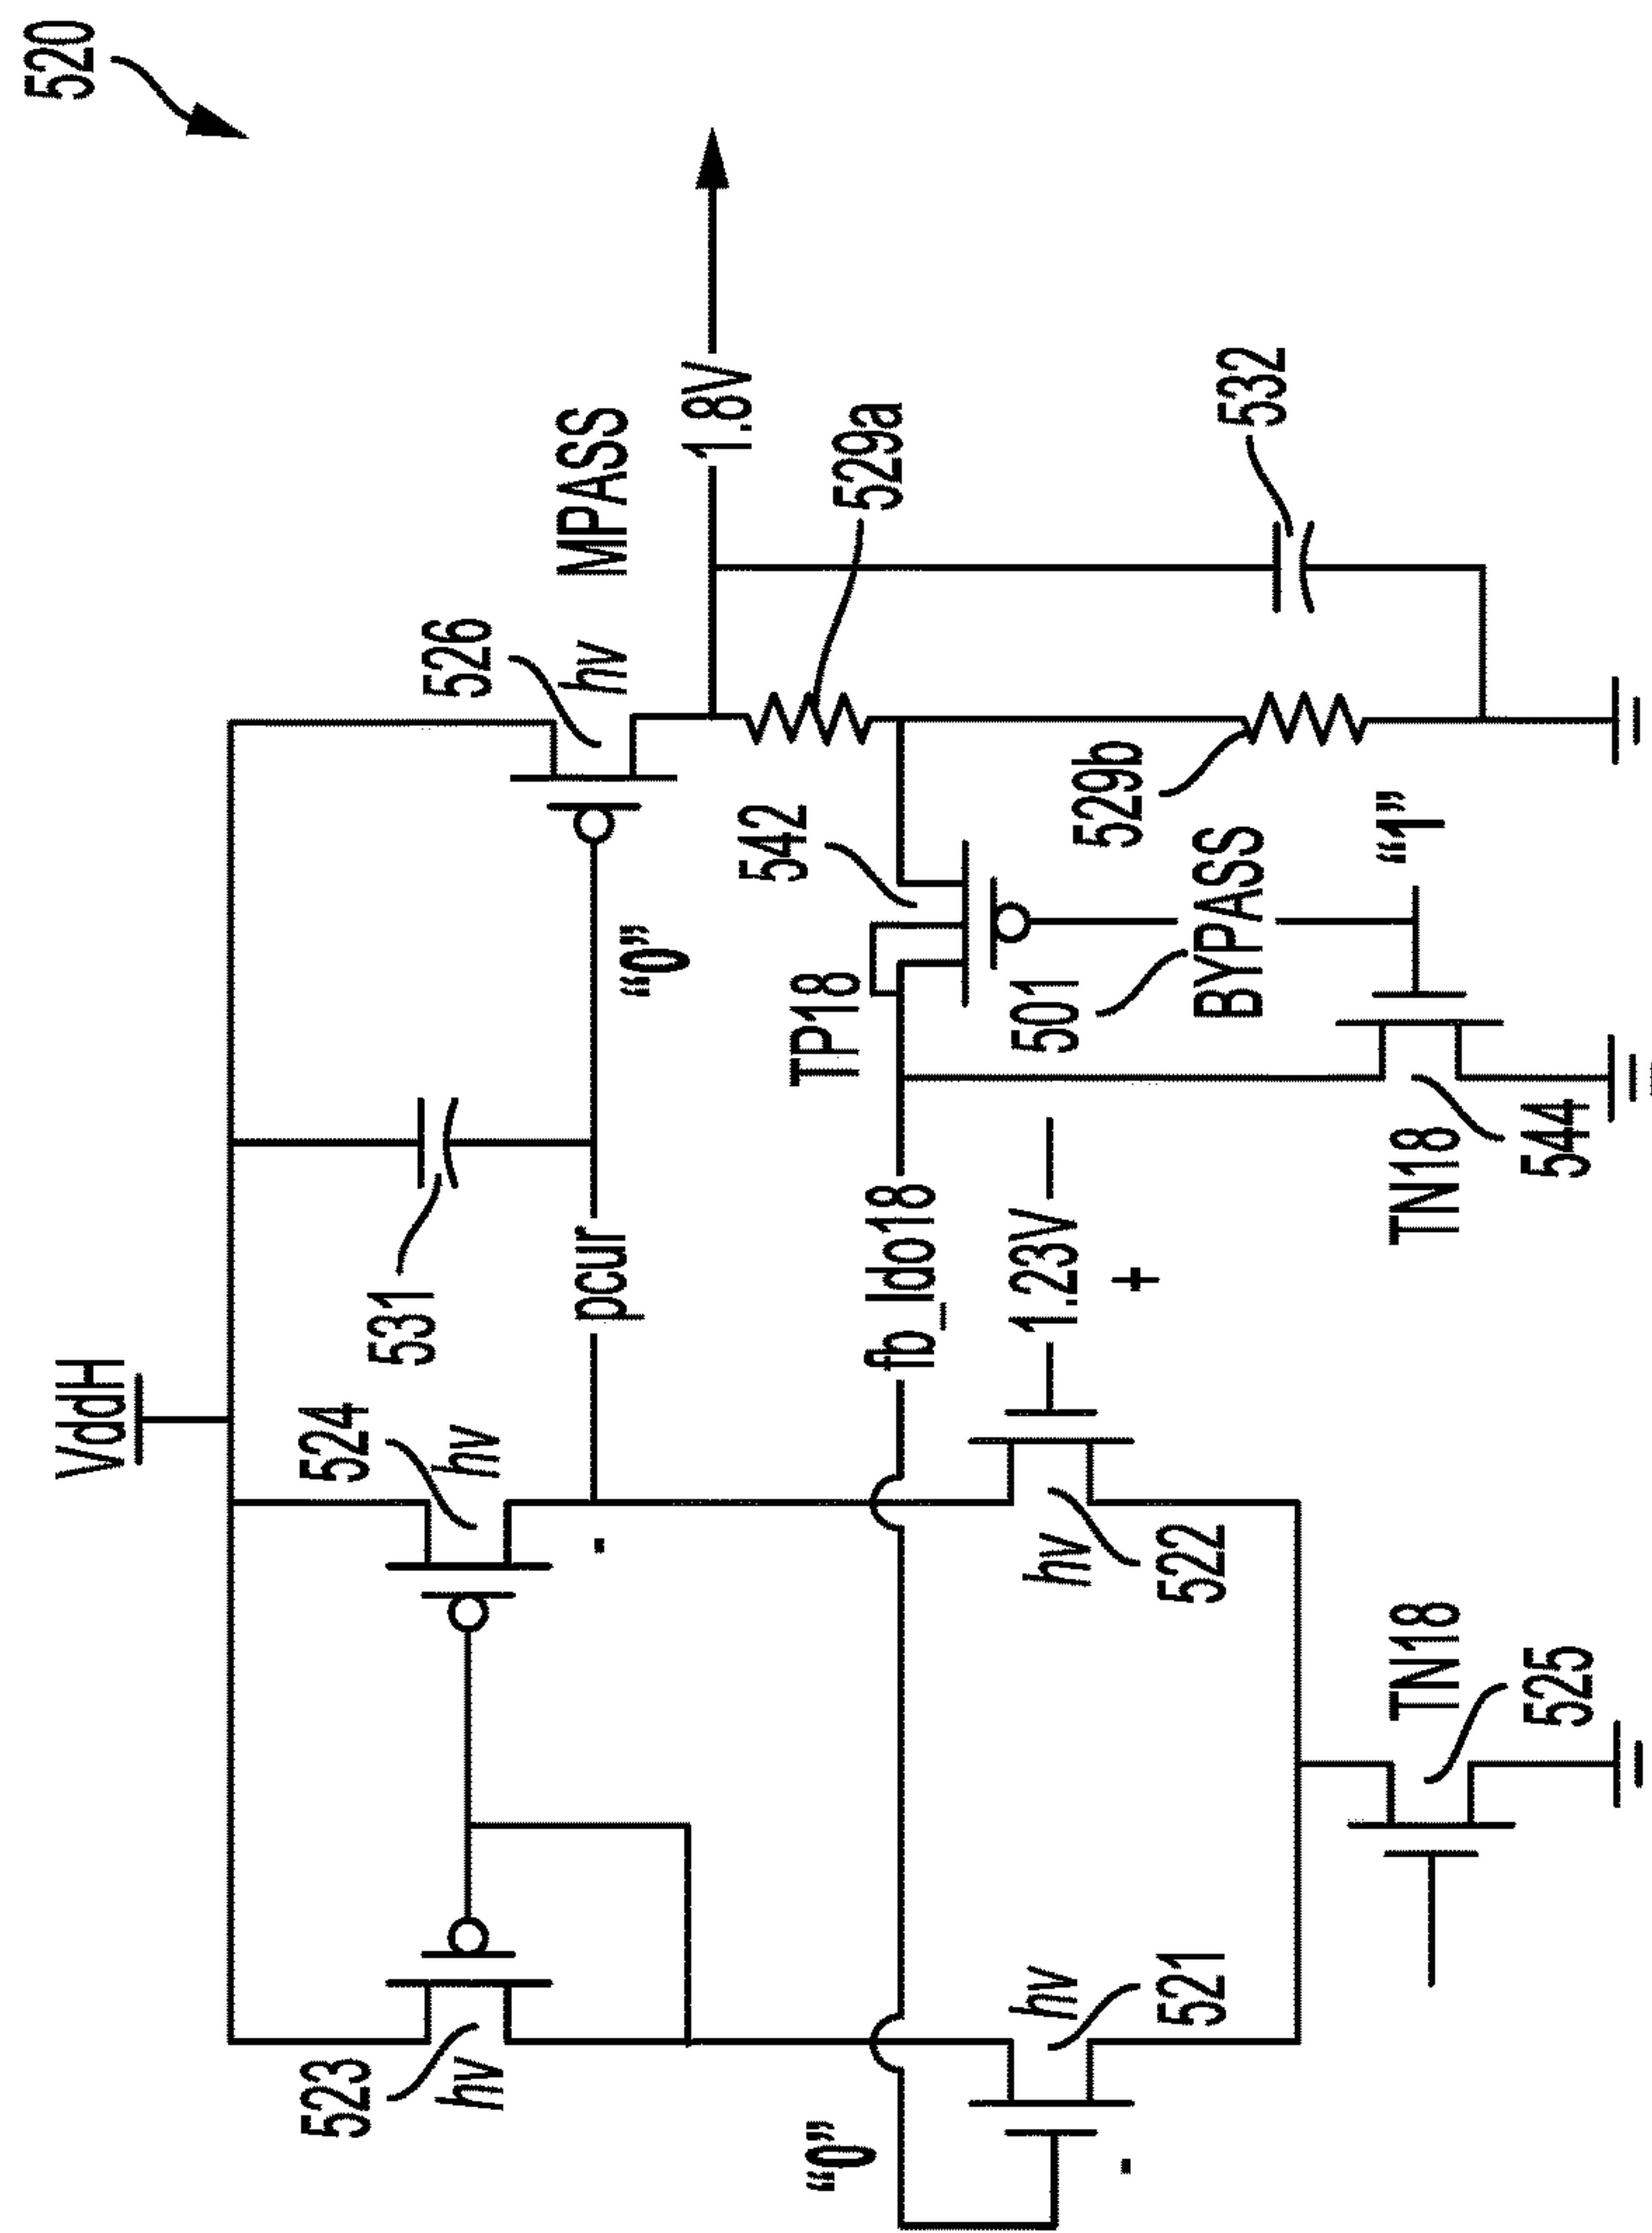 520
VddH
523
hv
524
hv
531
526
hv
MPASS
pcur
"0"
1.8V
"0"
fb_ldo18
TP18
542
529a
-
-
521
hv
522
hv
1.23V
+
501
BYPASS
529b
532
"1"
TN18
525
TN18
544